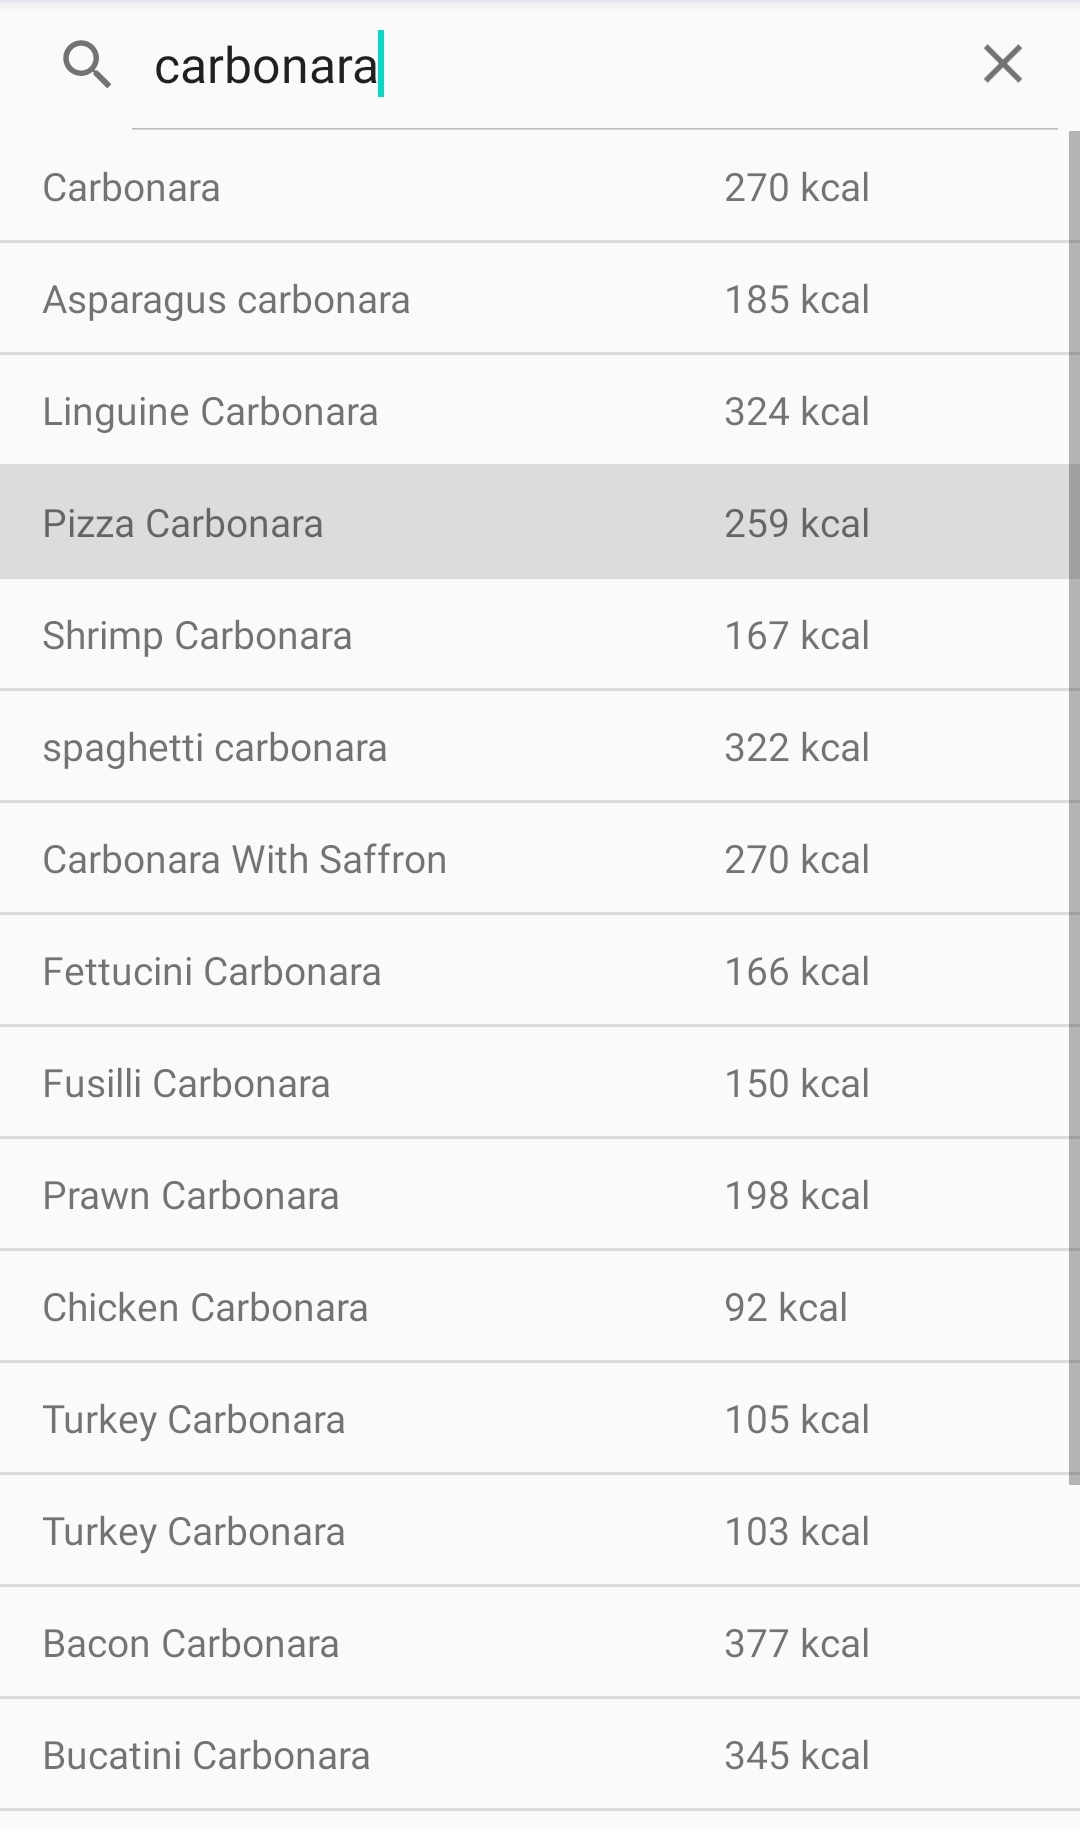 carbonara
Carbonara 270 kcal
Asparagus carbonara 185 kcal
Linguine Carbonara 324 kcal
Pizza Carbonara 259 kcal
Shrimp Carbonara 167 kcal
spaghetti carbonara 322 kcal
Carbonara With Saffron 270 kcal
Fettucini Carbonara 166 kcal
Fusilli Carbonara 150 kcal
Prawn Carbonara 198 kcal
Chicken Carbonara 92 kcal
Turkey Carbonara 105 kcal
Turkey Carbonara 103 kcal
Bacon Carbonara 377 kcal
Bucatini Carbonara 345 kcal